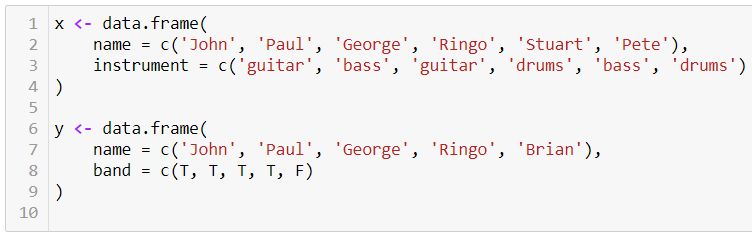 1 x <- data.frame(
2     name = c('John', 'Paul', 'George', 'Ringo', 'Stuart', 'Pete'),
3     instrument = c('guitar', 'bass', 'guitar', 'drums', 'bass', 'drums')
4 )
5
6 y <- data.frame(
7     name = c('John', 'Paul', 'George', 'Ringo', 'Brian'),
8     band = c(T, T, T, T, F)
9 )
10